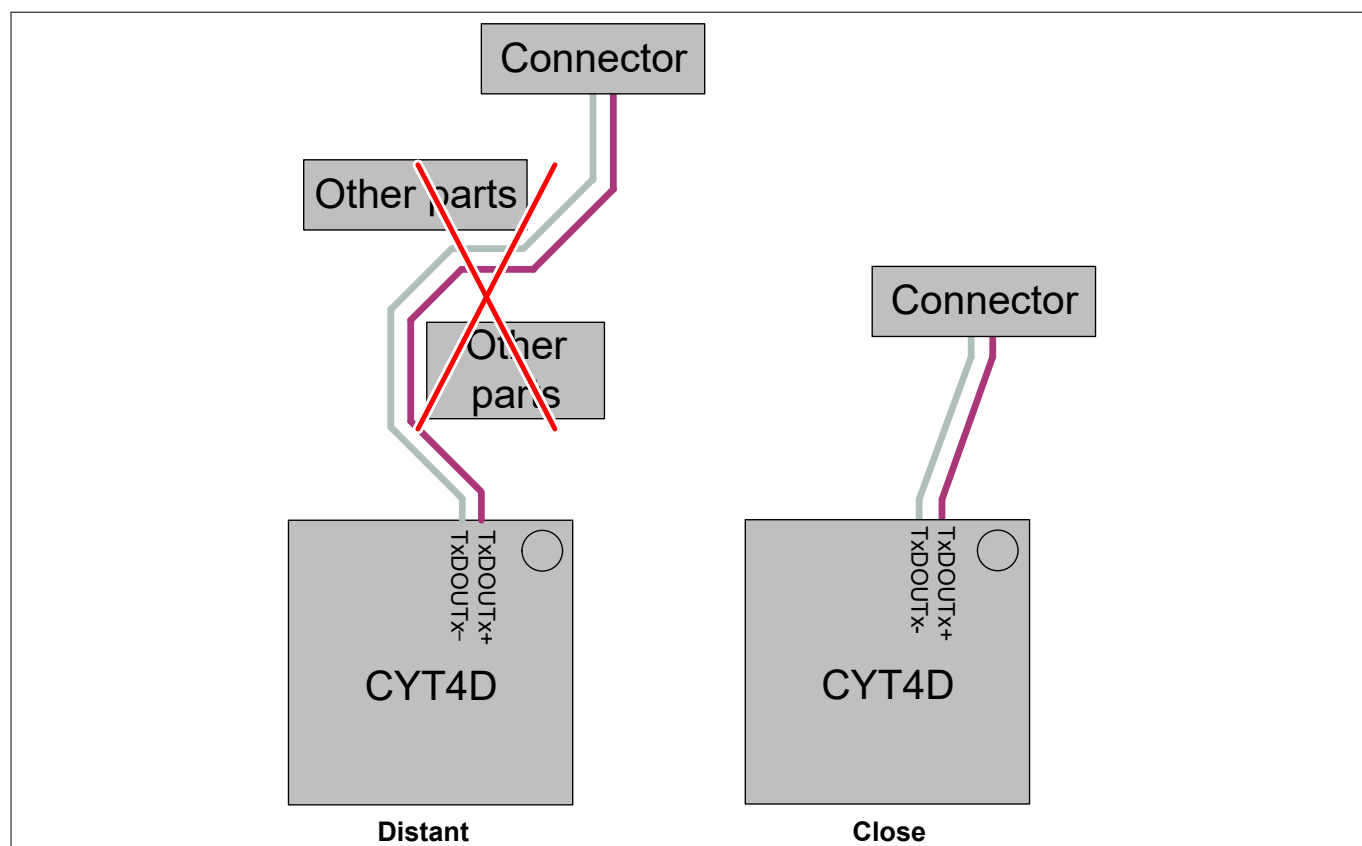 Connector
Other parts
Other
parts
TxDOUTx+
TxDOUTx-
CYT4D
Distant
Connector
TxDOUTx+
TxDOUTx-
CYT4D
Close